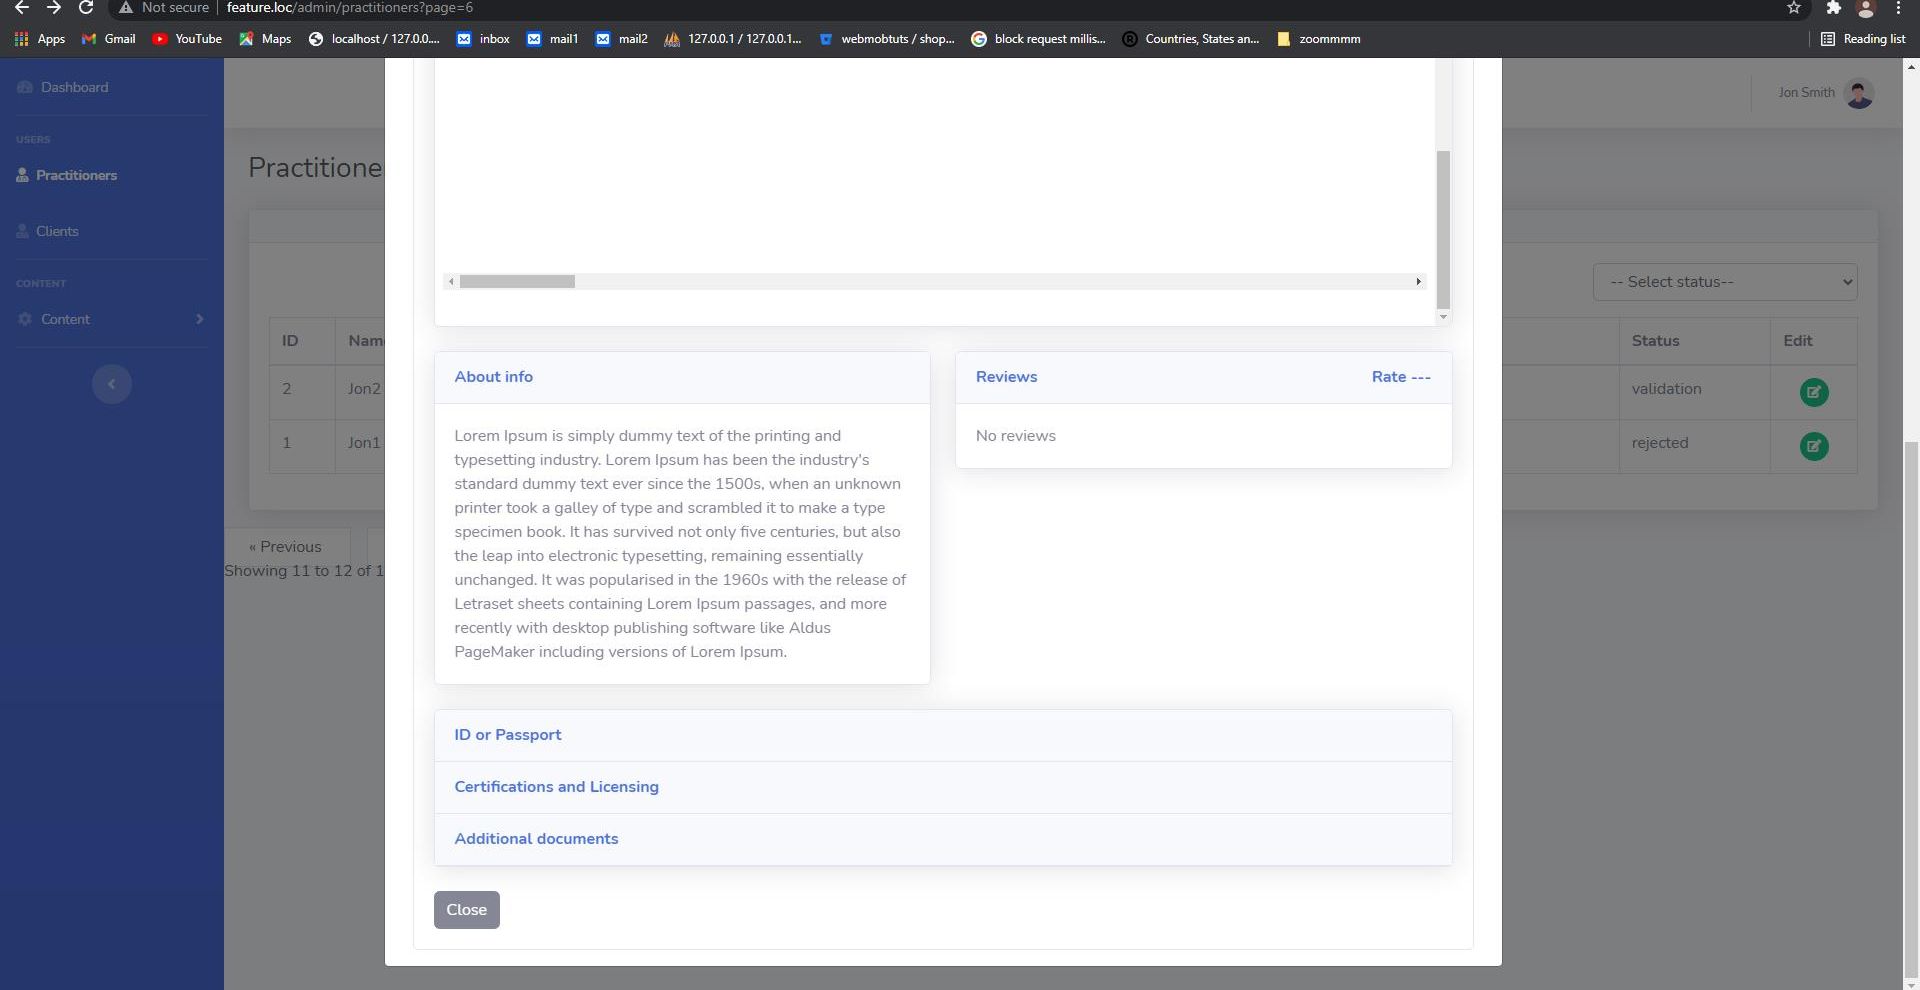 Not secure
feature.loc/admin/practitioners?page=6
Apps
Gmail
YouTube
Maps
localhost / 127.0.0....
inbox
mail1
mail2
127.0.0.1 / 127.0.0.1...
webmobtuts / shop...
block request millis...
Countries, States an...
zoommmm
Reading list
Dashboard
USERS
Practitioners
Clients
CONTENT
Content
Jon Smith
Practitione
-- Select status--
ID
Nam
Status
Edit
2
Jon2
validation
1
Jon1
rejected
« Previous
Showing 11 to 12 of 1
About info
Lorem Ipsum is simply dummy text of the printing and
typesetting industry. Lorem Ipsum has been the industry's
standard dummy text ever since the 1500s, when an unknown
printer took a galley of type and scrambled it to make a type
specimen book. It has survived not only five centuries, but also
the leap into electronic typesetting, remaining essentially
unchanged. It was popularised in the 1960s with the release of
Letraset sheets containing Lorem Ipsum passages, and more
recently with desktop publishing software like Aldus
PageMaker including versions of Lorem Ipsum.
Reviews
Rate ---
No reviews
ID or Passport
Certifications and Licensing
Additional documents
Close